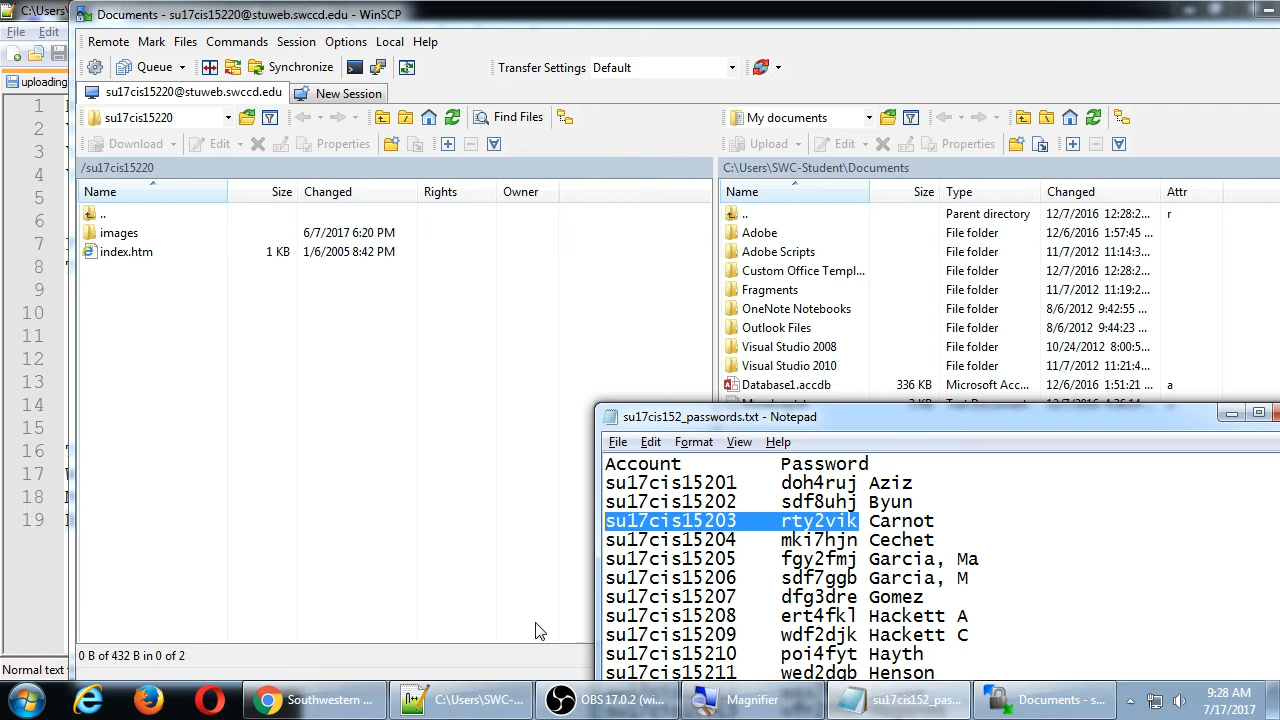 C:\Users\
Documents - su17cis15220@stuweb.swccd.edu - WinSCP
File Edit
Remote Mark Files Commands Session Options Local Help
Queue Synchronize Transfer Settings Default
uploading
su17cis15220@stuweb.swccd.edu New Session
su17cis15220 Find Files My documents
Download Edit Properties Upload Edit Properties
/su17cis15220 C:\Users\SWC-Student\Documents
Name Size Changed Rights Owner Name Size Type Changed Attr
.. .. Parent directory 12/7/2016 12:28:2... r
images 6/7/2017 6:20 PM Adobe File folder 12/6/2016 1:57:45 ...
index.htm 1 KB 1/6/2005 8:42 PM Adobe Scripts File folder 11/7/2012 11:14:3...
Custom Office Templ... File folder 12/7/2016 12:28:2...
Fragments File folder 11/7/2012 11:19:2...
OneNote Notebooks File folder 8/6/2012 9:42:55 ...
Outlook Files File folder 8/6/2012 9:44:23 ...
Visual Studio 2008 File folder 10/24/2012 8:00:5...
Visual Studio 2010 File folder 11/7/2012 11:21:4...
Database1.accdb 336 KB Microsoft Acc... 12/6/2016 1:51:21 ... a
1
2
3
4
5
6
7
8
9
10
11
12
13
14
15
16
17
18
19
su17cis152_passwords.txt - Notepad
File Edit Format View Help
Account Password
su17cis15201 doh4ruj Aziz
su17cis15202 sdf8uhj Byun
su17cis15203 rty2vik Carnot
su17cis15204 mki7hjn Cechet
su17cis15205 fgy2fmj Garcia, Ma
su17cis15206 sdf7ggb Garcia, M
su17cis15207 dfg3dre Gomez
su17cis15208 ert4fkl Hackett A
su17cis15209 wdf2djk Hackett C
su17cis15210 poi4fyt Hayth
su17cis15211 wed2dgb Henson
0 B of 432 B in 0 of 2
Normal text
Southwestern ... C:\Users\SWC-... OBS 17.0.2 (wi... Magnifier su17cis152_pas... Documents - s... 9:28 AM
7/17/2017